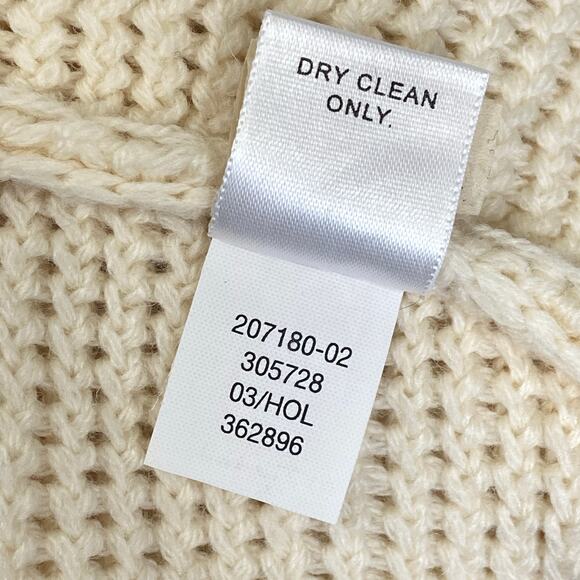 DRY CLEAN
ONLY.
207180-02
305728
03/HOL
362896